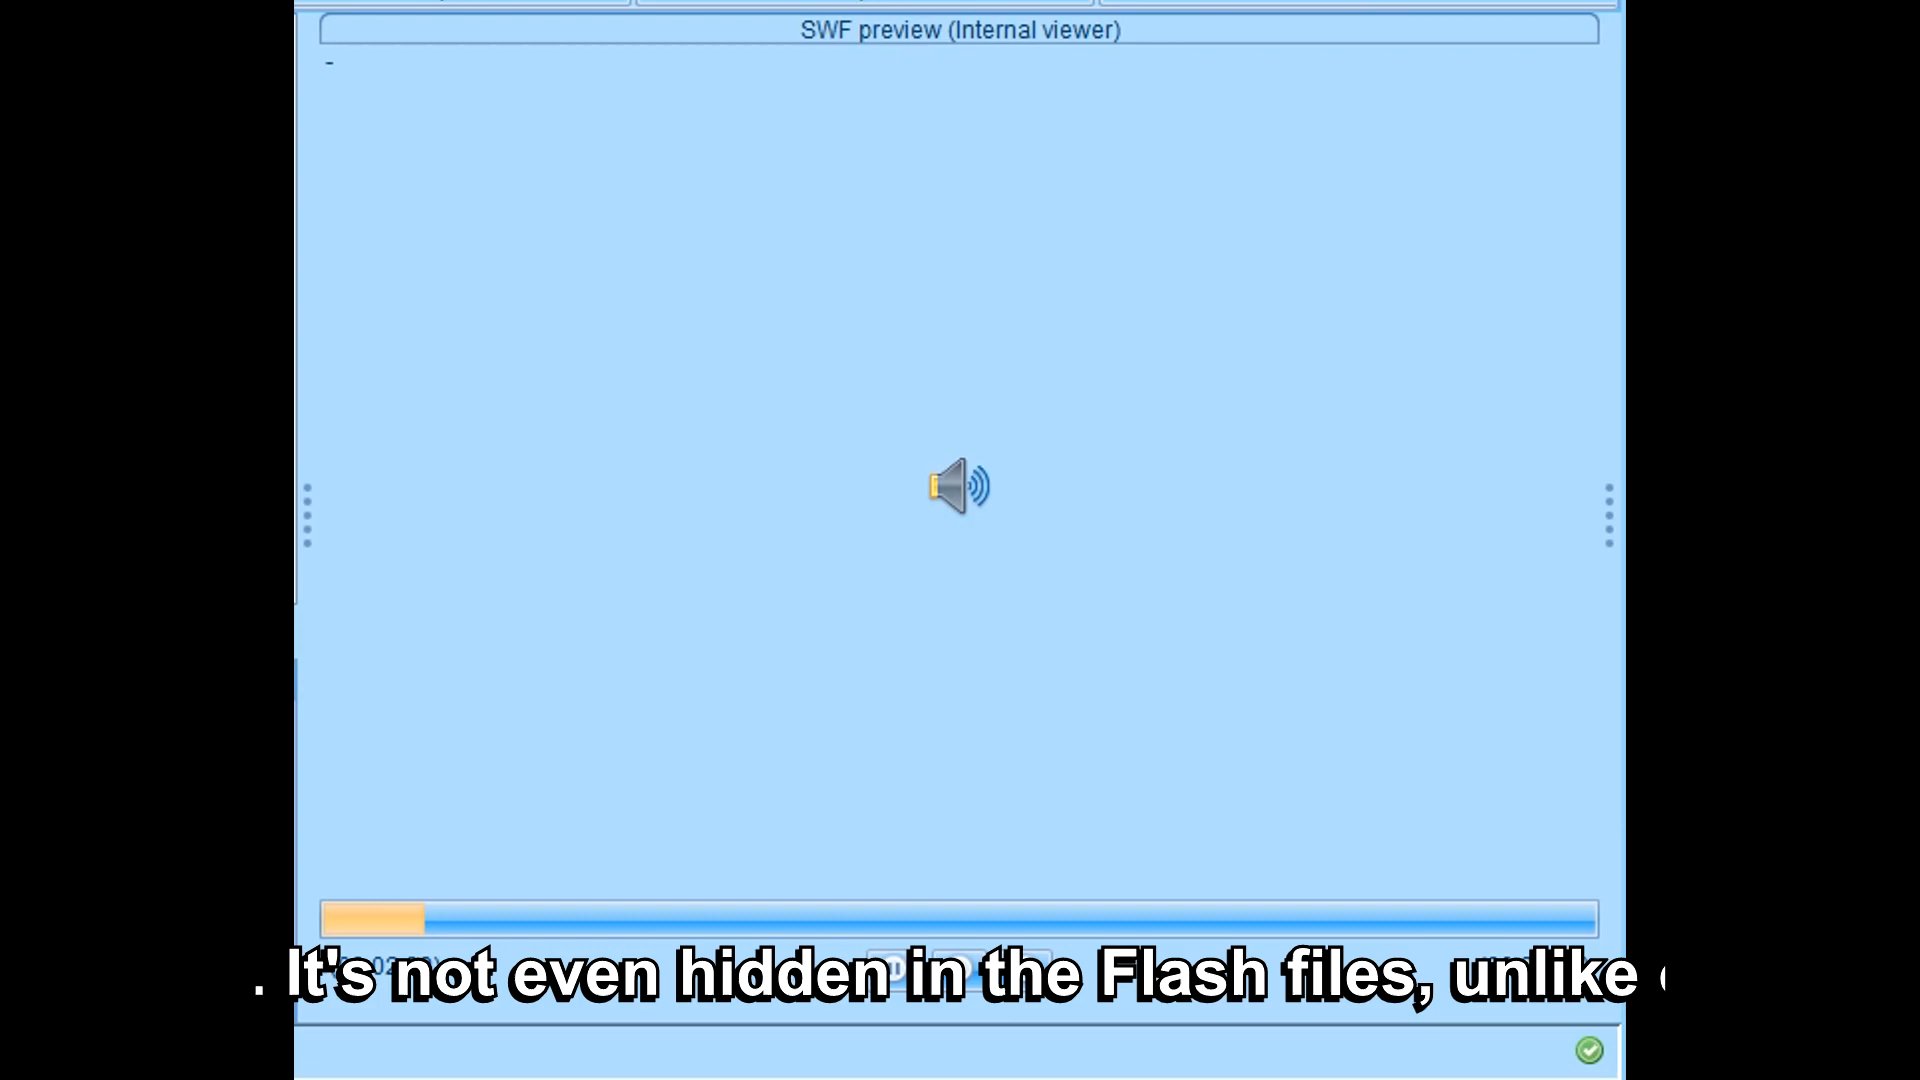 SWF preview (Internal viewer)
-
. It's not even hidden in the Flash files, unlike